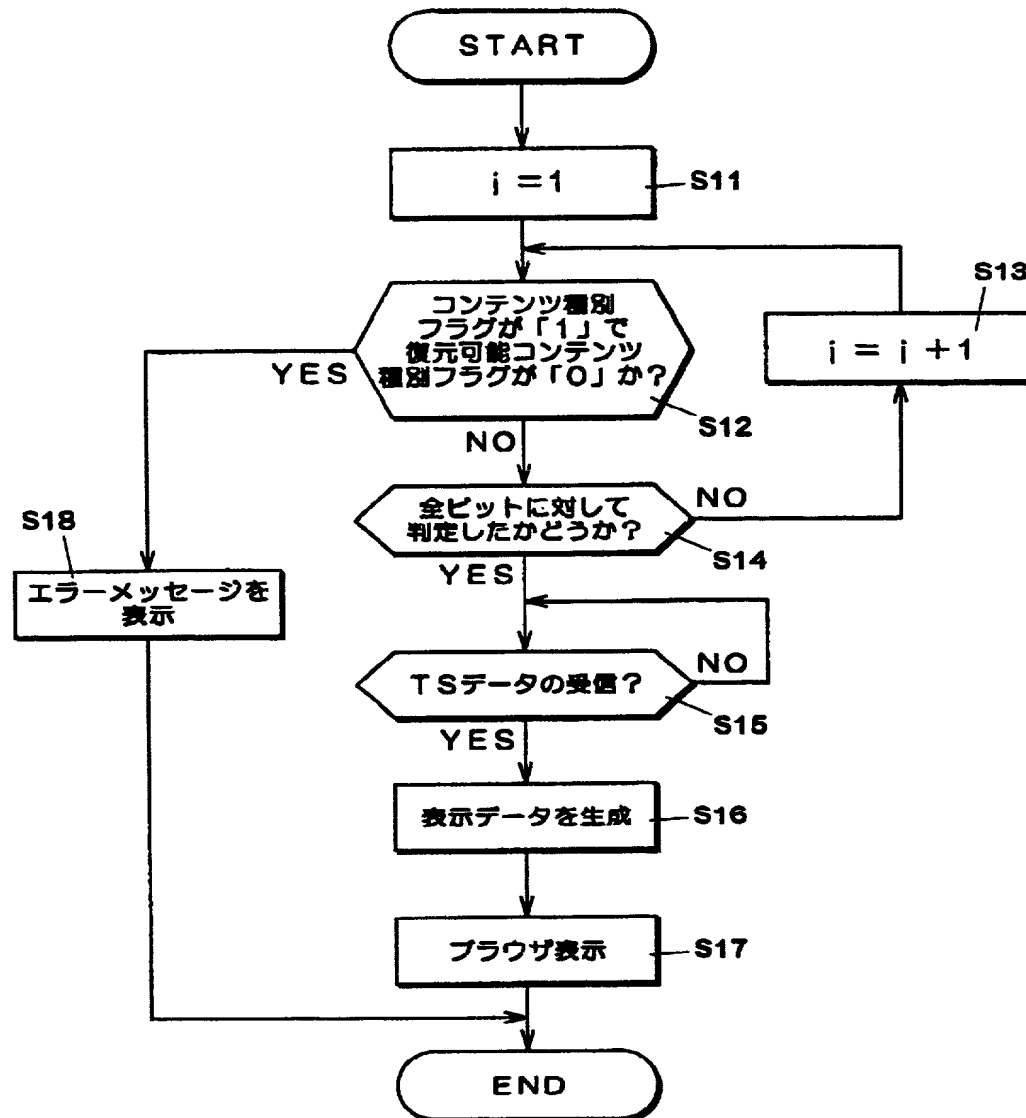 START
i = 1
S11
S13
i = i + 1
コンテンツ種別
フラグが「1」で
復元可能コンテンツ
種別フラグが「0」か?
YES
S12
NO
全ビットに対して
判定したかどうか?
NO
S14
YES
S18
エラーメッセージを
表示
TSデータの受信?
NO
S15
YES
表示データを生成
S16
ブラウザ表示
S17
END